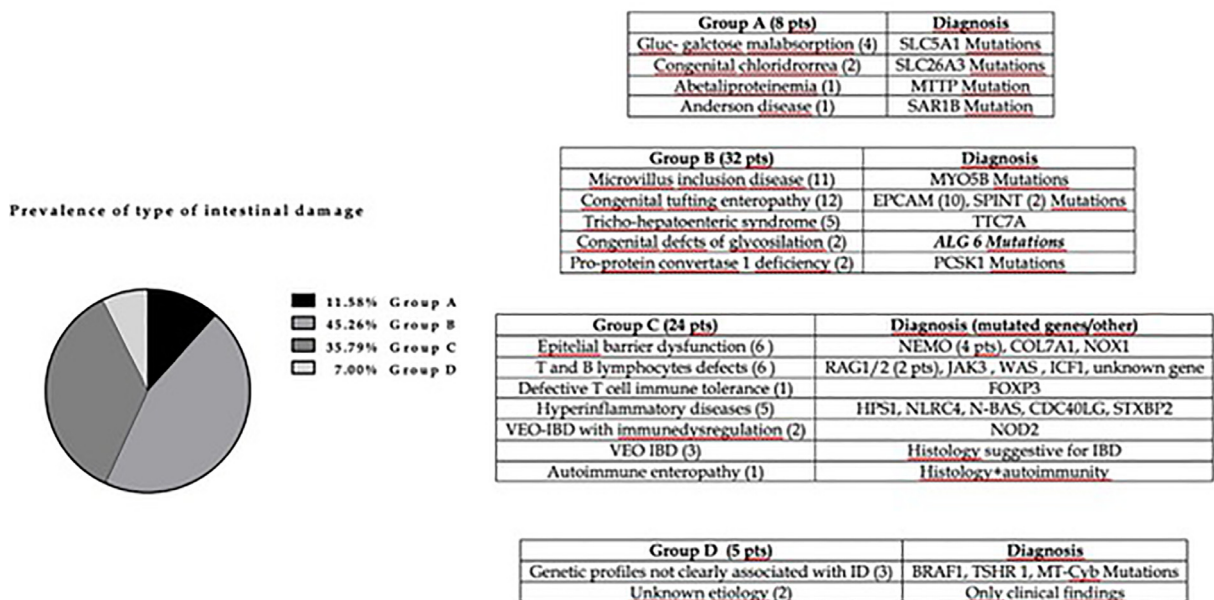 Prevalence of type of intestinal damage
11.58% Group A
45.26% Group B
35.79% Group C
7.00% Group D
Group A (8 pts) Diagnosis
Gluc- galctose malabsorption (4) SLC5A1 Mutations
Congenital chloridrorrea (2) SLC26A3 Mutations
Abetaliproteinemia (1) MTTP Mutation
Anderson disease (1) SAR1B Mutation
Group B (32 pts) Diagnosis
Microvillus inclusion disease (11) MYO5B Mutations
Congenital tufting enteropathy (12) EPCAM (10), SPINT (2) Mutations
Tricho-hepatoenteric syndrome (5) TTC7A
Congenital defcts of glycosilation (2) ALG 6 Mutations
Pro-protein convertase 1 deficiency (2) PCSK1 Mutations
Group C (24 pts) Diagnosis (mutated genes/other)
Epitelial barrier dysfunction (6 ) NEMO (4 pts), COL7A1, NOX1
T and B lymphocytes defects (6 ) RAG1/2 (2 pts), JAK3 , WAS , ICF1, unknown gene
Defective T cell immune tolerance (1) FOXP3
Hyperinflammatory diseases (5) HPS1, NLRC4, N-BAS, CDC40LG, STXBP2
VEO-IBD with immunedysregulation (2) NOD2
VEO IBD (3) Histology suggestive for IBD
Autoimmune enteropathy (1) Histology+autoimmunity
Group D (5 pts) Diagnosis
Genetic profiles not clearly associated with ID (3) BRAF1, TSHR 1, MT-Cyb Mutations
Unknown etiology (2) Only clinical findings